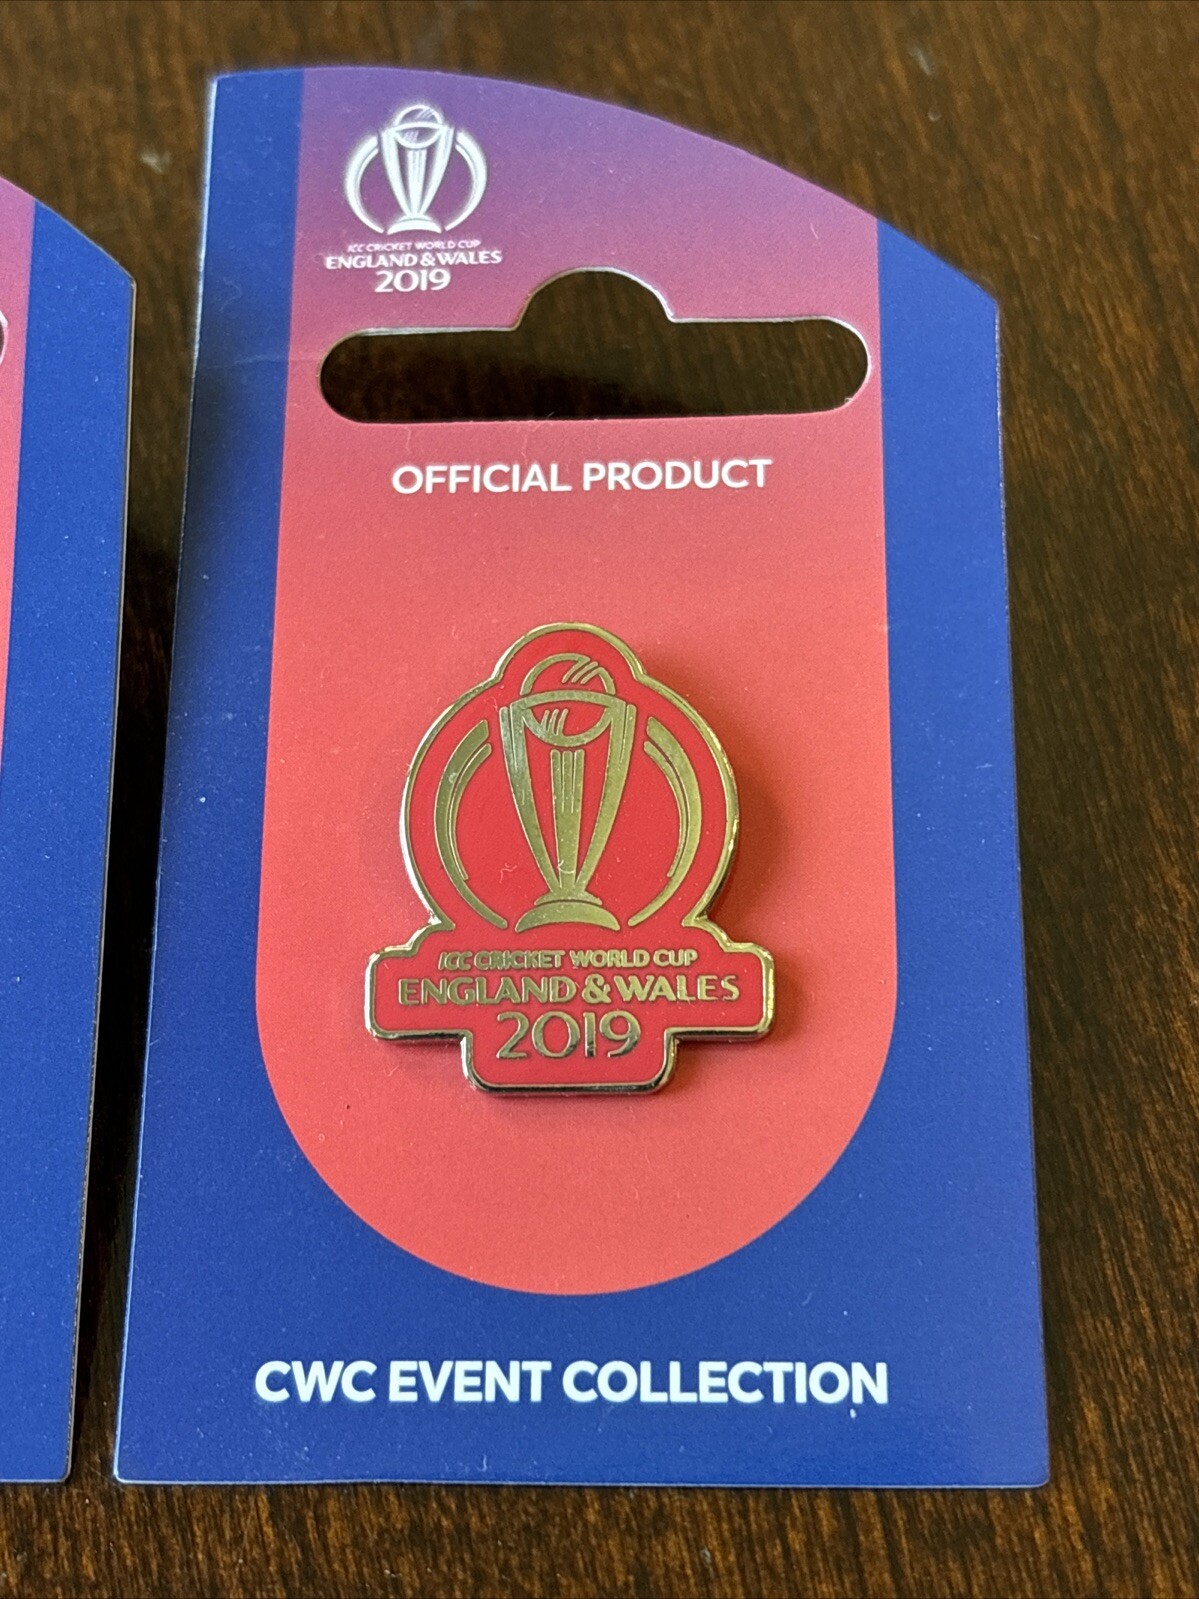 ICC CRICKET WORLD CUP
ENGLAND & WALES
2019
OFFICIAL PRODUCT
ICC CRICKET WORLD CUP
ENGLAND & WALES
2019
CWC EVENT COLLECTION